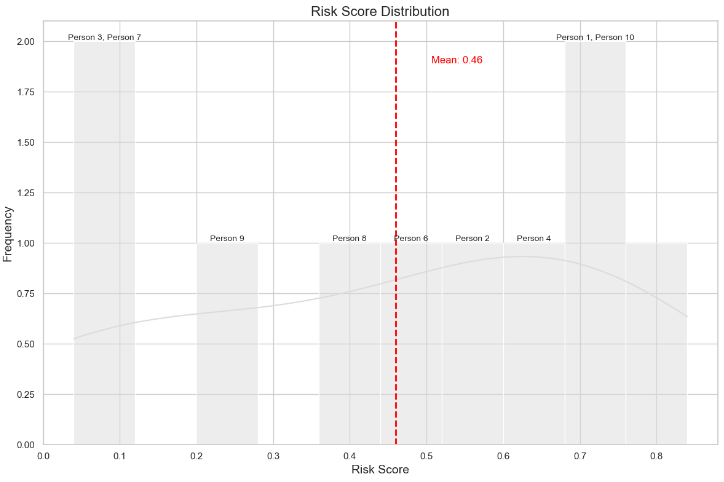 Risk Score Distribution
2.00
Person 3, Person 7
Person 1, Person 10
Mean: 0.46
1.75
1.50
1.25
1.00
Person 9
Person 8
Person 6
Person 2
Person 4
Frequency
0.75
0.50
0.25
0.00
0.0
0.1
0.2
0.3
0.4
0.5
0.6
0.7
0.8
Risk Score